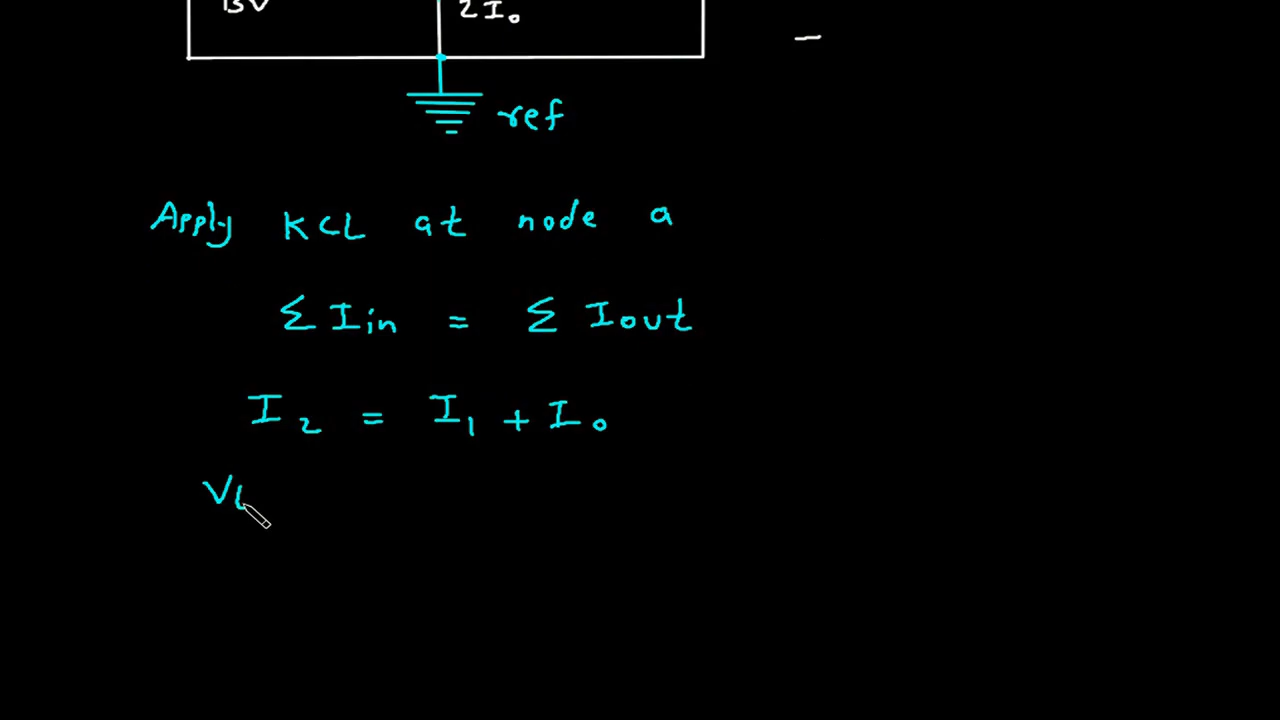 2I₀
ref
Apply KCL at node a
Σ Iin = Σ Iout
I₂ = I₁ + I₀